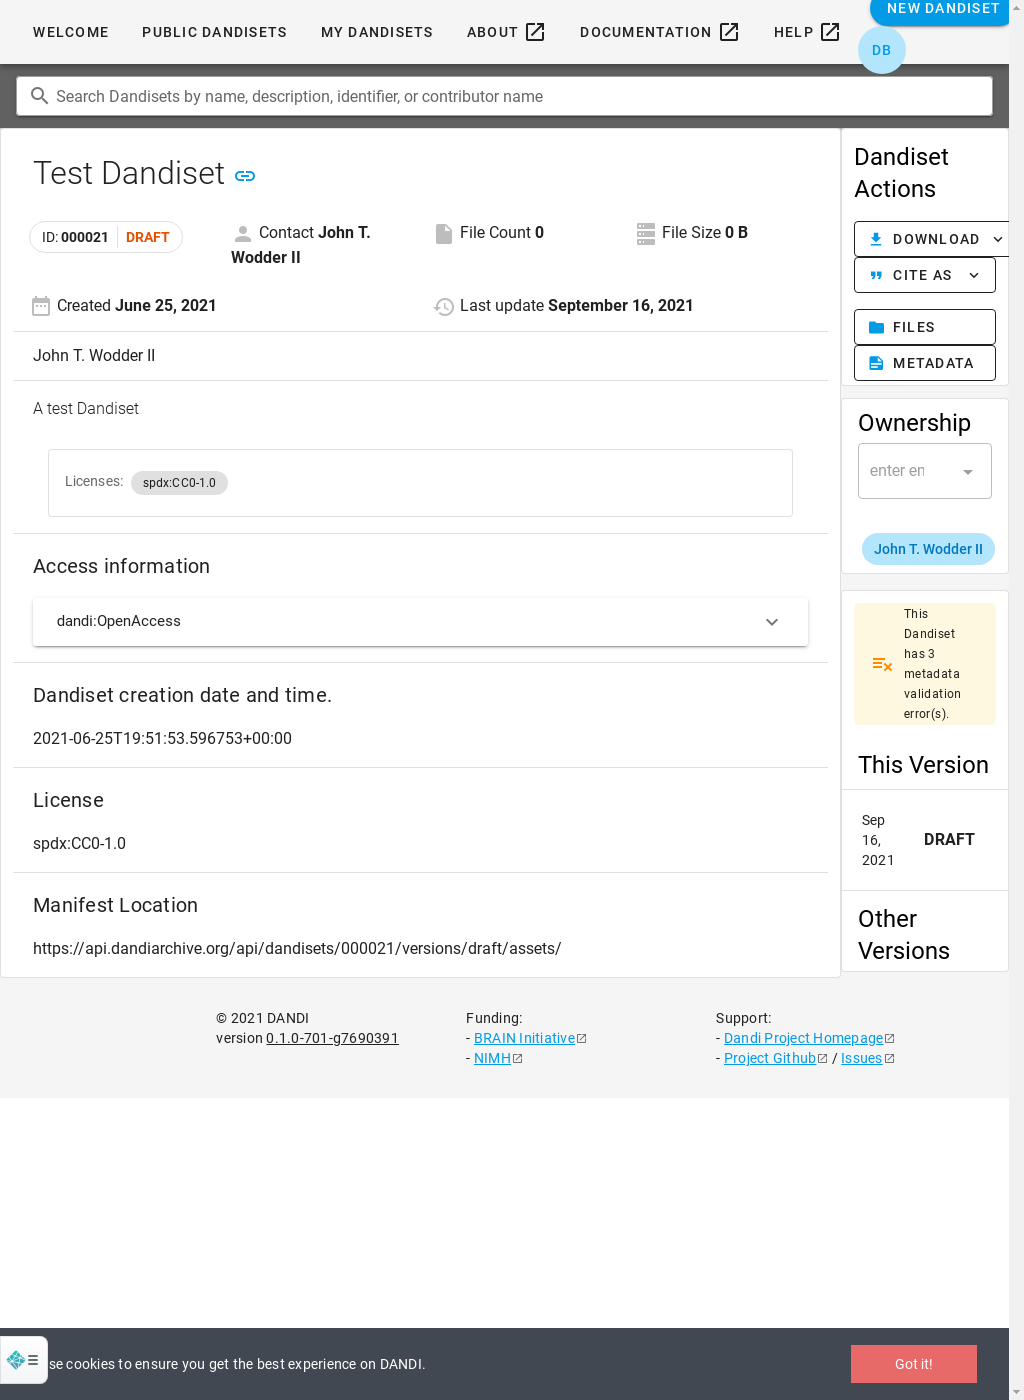 WELCOME PUBLIC DANDISETS MY DANDISETS ABOUT DOCUMENTATION HELP NEW DANDISET
DB
Search Dandisets by name, description, identifier, or contributor name
Test Dandiset
ID: 000021 DRAFT
Contact John T. Wodder II
File Count 0
File Size 0 B
Created June 25, 2021
Last update September 16, 2021
John T. Wodder II
A test Dandiset
Licenses: spdx:CC0-1.0
Access information
dandi:OpenAccess
Dandiset creation date and time.
2021-06-25T19:51:53.596753+00:00
License
spdx:CC0-1.0
Manifest Location
https://api.dandiarchive.org/api/dandisets/000021/versions/draft/assets/
Dandiset
Actions
DOWNLOAD
CITE AS
FILES
METADATA
Ownership
enter en
John T. Wodder II
This
Dandiset
has 3
metadata
validation
error(s).
This Version
Sep
16,
2021
DRAFT
Other
Versions
© 2021 DANDI
version 0.1.0-701-g7690391
Funding:
- BRAIN Initiative
- NIMH
Support:
- Dandi Project Homepage
- Project Github / Issues
se cookies to ensure you get the best experience on DANDI.
Got it!